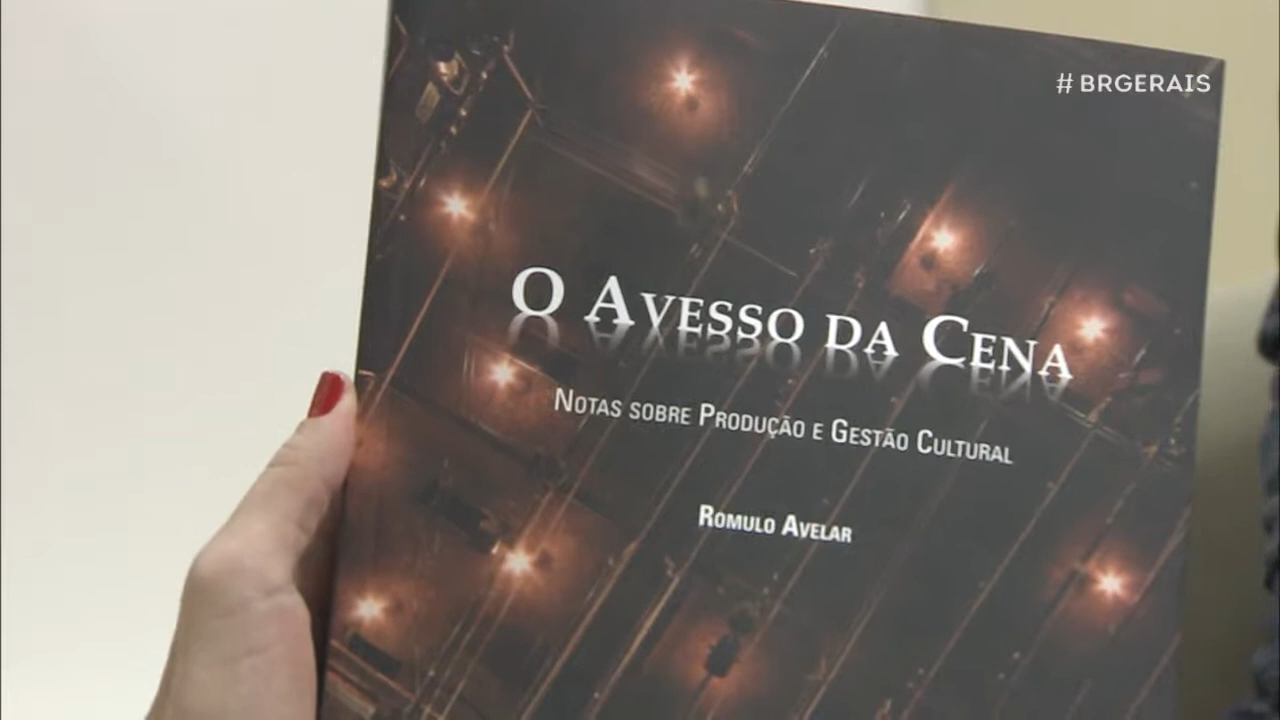 #BRGERAIS
O AVESSO DA CENA
NOTAS SOBRE PRODUÇÃO E GESTÃO CULTURAL
ROMULO AVELAR